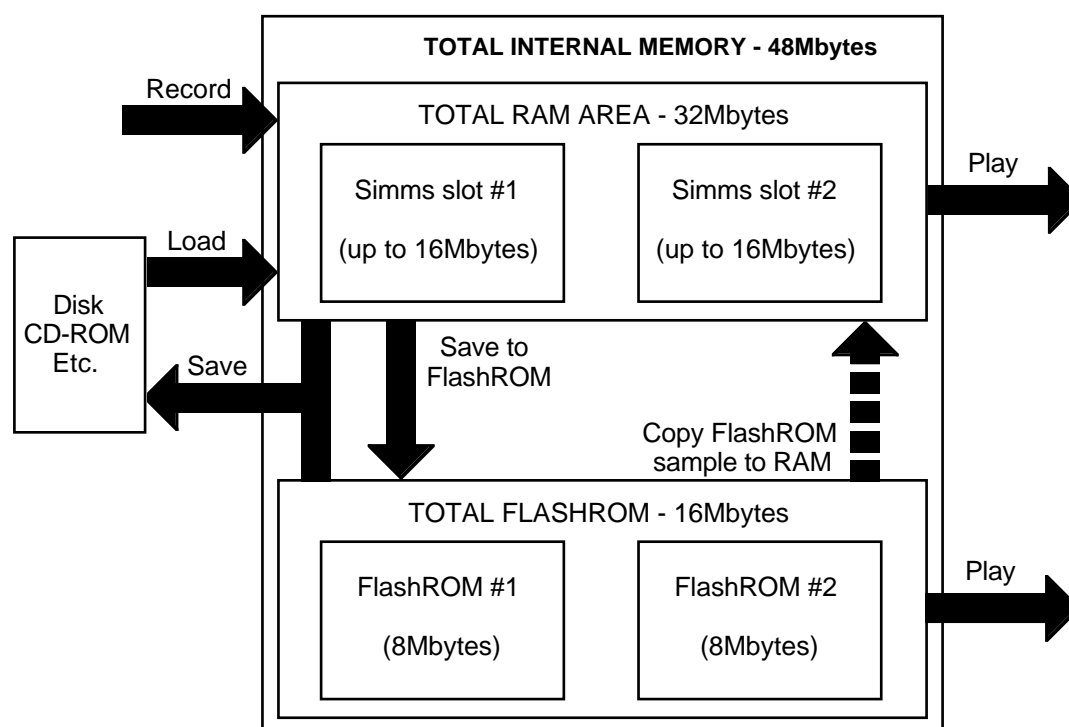 TOTAL INTERNAL MEMORY - 48Mbytes
Record
TOTAL RAM AREA - 32Mbytes
Simms slot #1
(up to 16Mbytes)
Simms slot #2
(up to 16Mbytes)
Play
Load
Disk
CD-ROM
Etc.
Save
Save to
FlashROM
Copy FlashROM
sample to RAM
TOTAL FLASHROM - 16Mbytes
FlashROM #1
(8Mbytes)
FlashROM #2
(8Mbytes)
Play